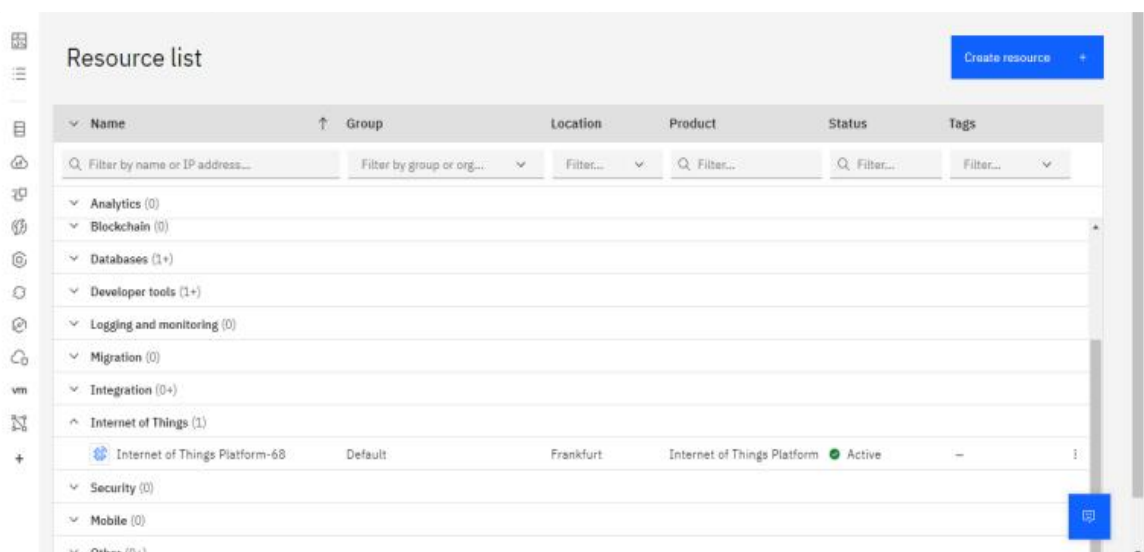 Resource list
Create resource +
Name ↑ Group Location Product Status Tags
Filter by name or IP address... Filter by group or org... Filter... Filter... Filter... Filter...
Analytics (0)
Blockchain (0)
Databases (1+)
Developer tools (1+)
Logging and monitoring (0)
Migration (0)
vm
Integration (0+)
Internet of Things (1)
Internet of Things Platform-68 Default Frankfurt Internet of Things Platform Active –
Security (0)
Mobile (0)
Other (0+)